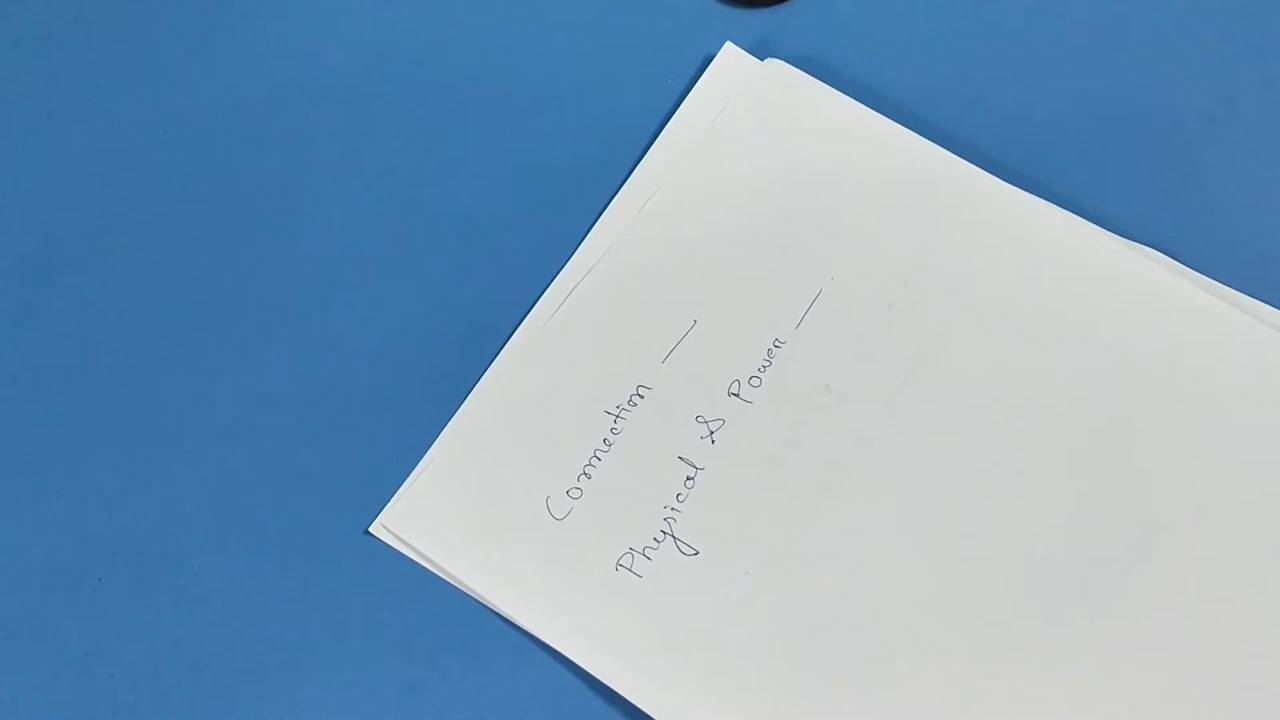 Connection —
Physical & Power —